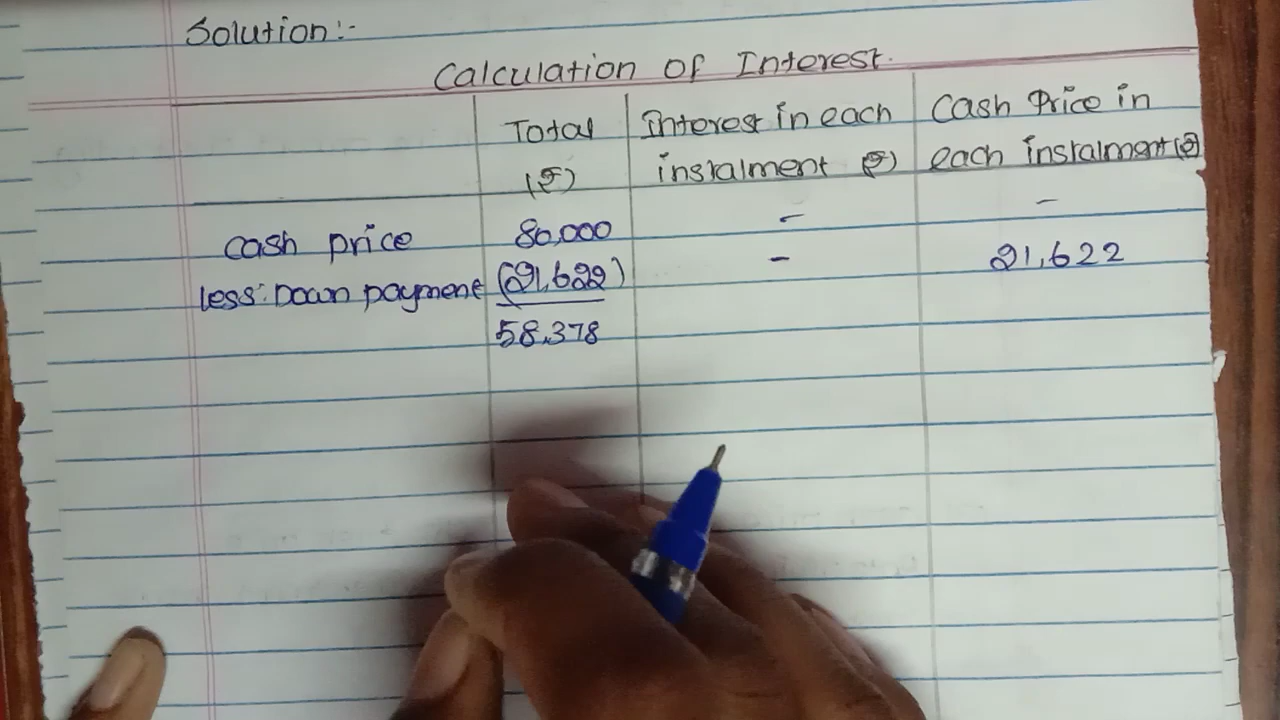 Solution:-
Calculation of Interest.
Total (₹) Interest in each instalment (₹) Cash Price in each instalment (₹)
Cash price 80,000 - -
less: Down payment (21,622) - 21,622
58,378